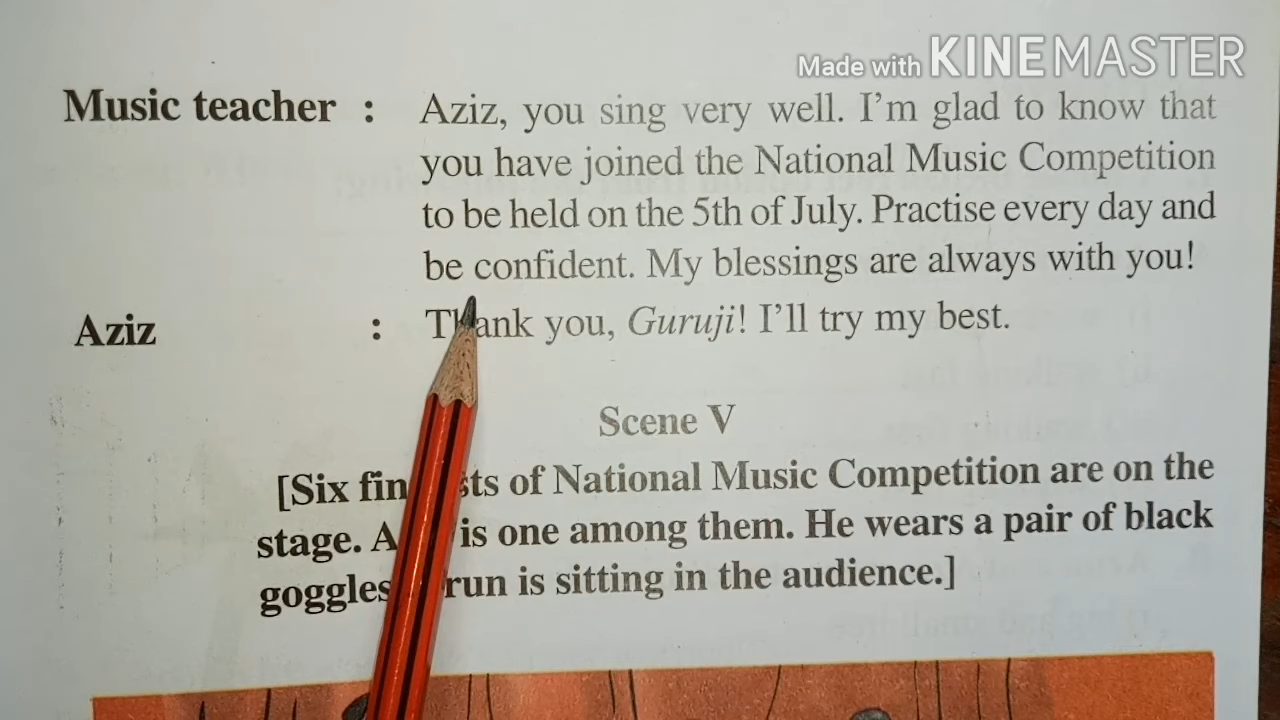 Made with KINEMASTER
Music teacher : Aziz, you sing very well. I'm glad to know that
you have joined the National Music Competition
to be held on the 5th of July. Practise every day and
be confident. My blessings are always with you!
Aziz : Thank you, Guruji! I'll try my best.
Scene V
[Six of National Music Competition are on the
stage. is one among them. He wears a pair of black
goggles is sitting in the audience.]